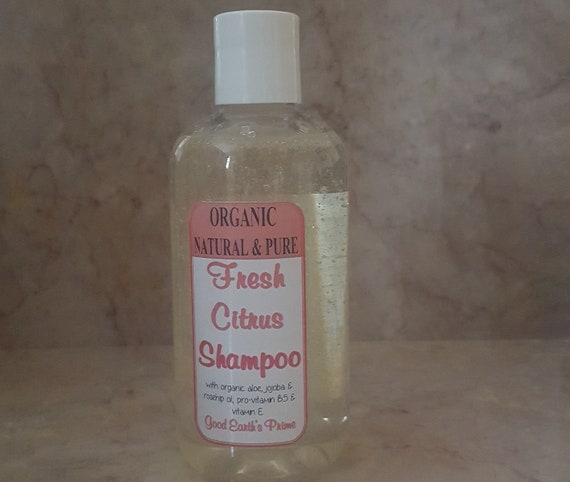 ORGANIC
NATURAL & PURE
Fresh
Citrus
Shampoo
with organic aloe, jojoba &
rosehip oil, pro-vitamin B5 &
vitamin E
Good Earth's Prime